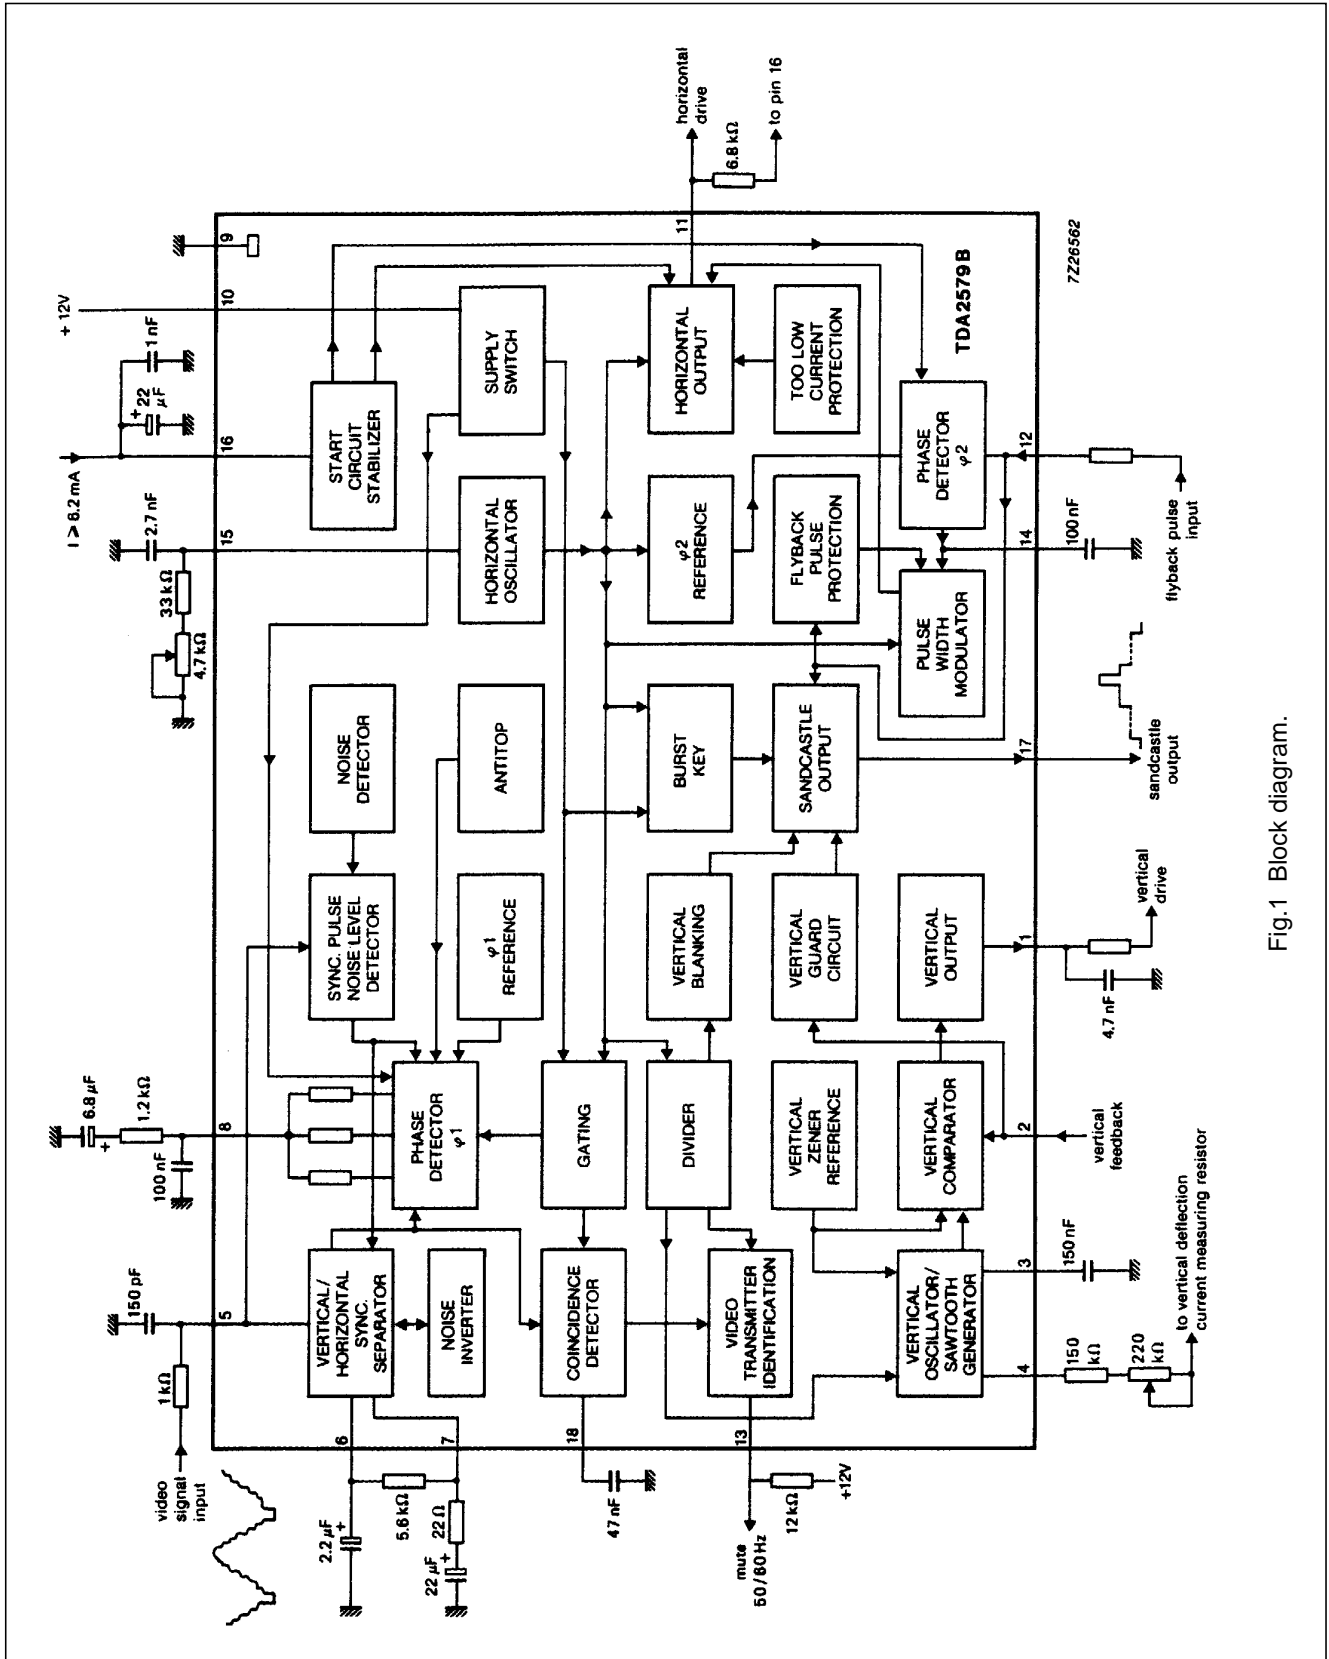 video
signal
input
1 kΩ
150 pF
5
100 nF
1.2 kΩ
6.8 µF
+
8
4.7 kΩ
33 kΩ
2.7 nF
15
I ≥ 6.2 mA
16
+ 22
µF
1 nF
+ 12V
10
9
2.2 µF
+
6
5.6 kΩ
7
22 µF
+
22 Ω
18
47 nF
13
mute
50/60 Hz
12 kΩ
+12V
VERTICAL/
HORIZONTAL
SYNC.
SEPARATOR
NOISE
INVERTER
COINCIDENCE
DETECTOR
VIDEO
TRANSMITTER
IDENTIFICATION
VERTICAL
OSCILLATOR/
SAWTOOTH
GENERATOR
PHASE
DETECTOR
φ1
GATING
DIVIDER
VERTICAL
ZENER
REFERENCE
VERTICAL
COMPARATOR
SYNC. PULSE
NOISE LEVEL
DETECTOR
φ1
REFERENCE
VERTICAL
BLANKING
VERTICAL
GUARD
CIRCUIT
VERTICAL
OUTPUT
NOISE
DETECTOR
ANTITOP
BURST
KEY
SANDCASTLE
OUTPUT
HORIZONTAL
OSCILLATOR
φ2
REFERENCE
FLYBACK
PULSE
PROTECTION
PULSE
WIDTH
MODULATOR
START
CIRCUIT
STABILIZER
SUPPLY
SWITCH
HORIZONTAL
OUTPUT
TOO LOW
CURRENT
PROTECTION
PHASE
DETECTOR
φ2
TDA2579B
11
horizontal
drive
6.8 kΩ
to pin 16
4
150
kΩ
220
kΩ
to vertical deflection
current measuring resistor
3
150 nF
2
vertical
feedback
1
4.7 nF
vertical
drive
17
sandcastle
output
14
100 nF
12
flyback pulse
input
7Z26562
Fig.1 Block diagram.